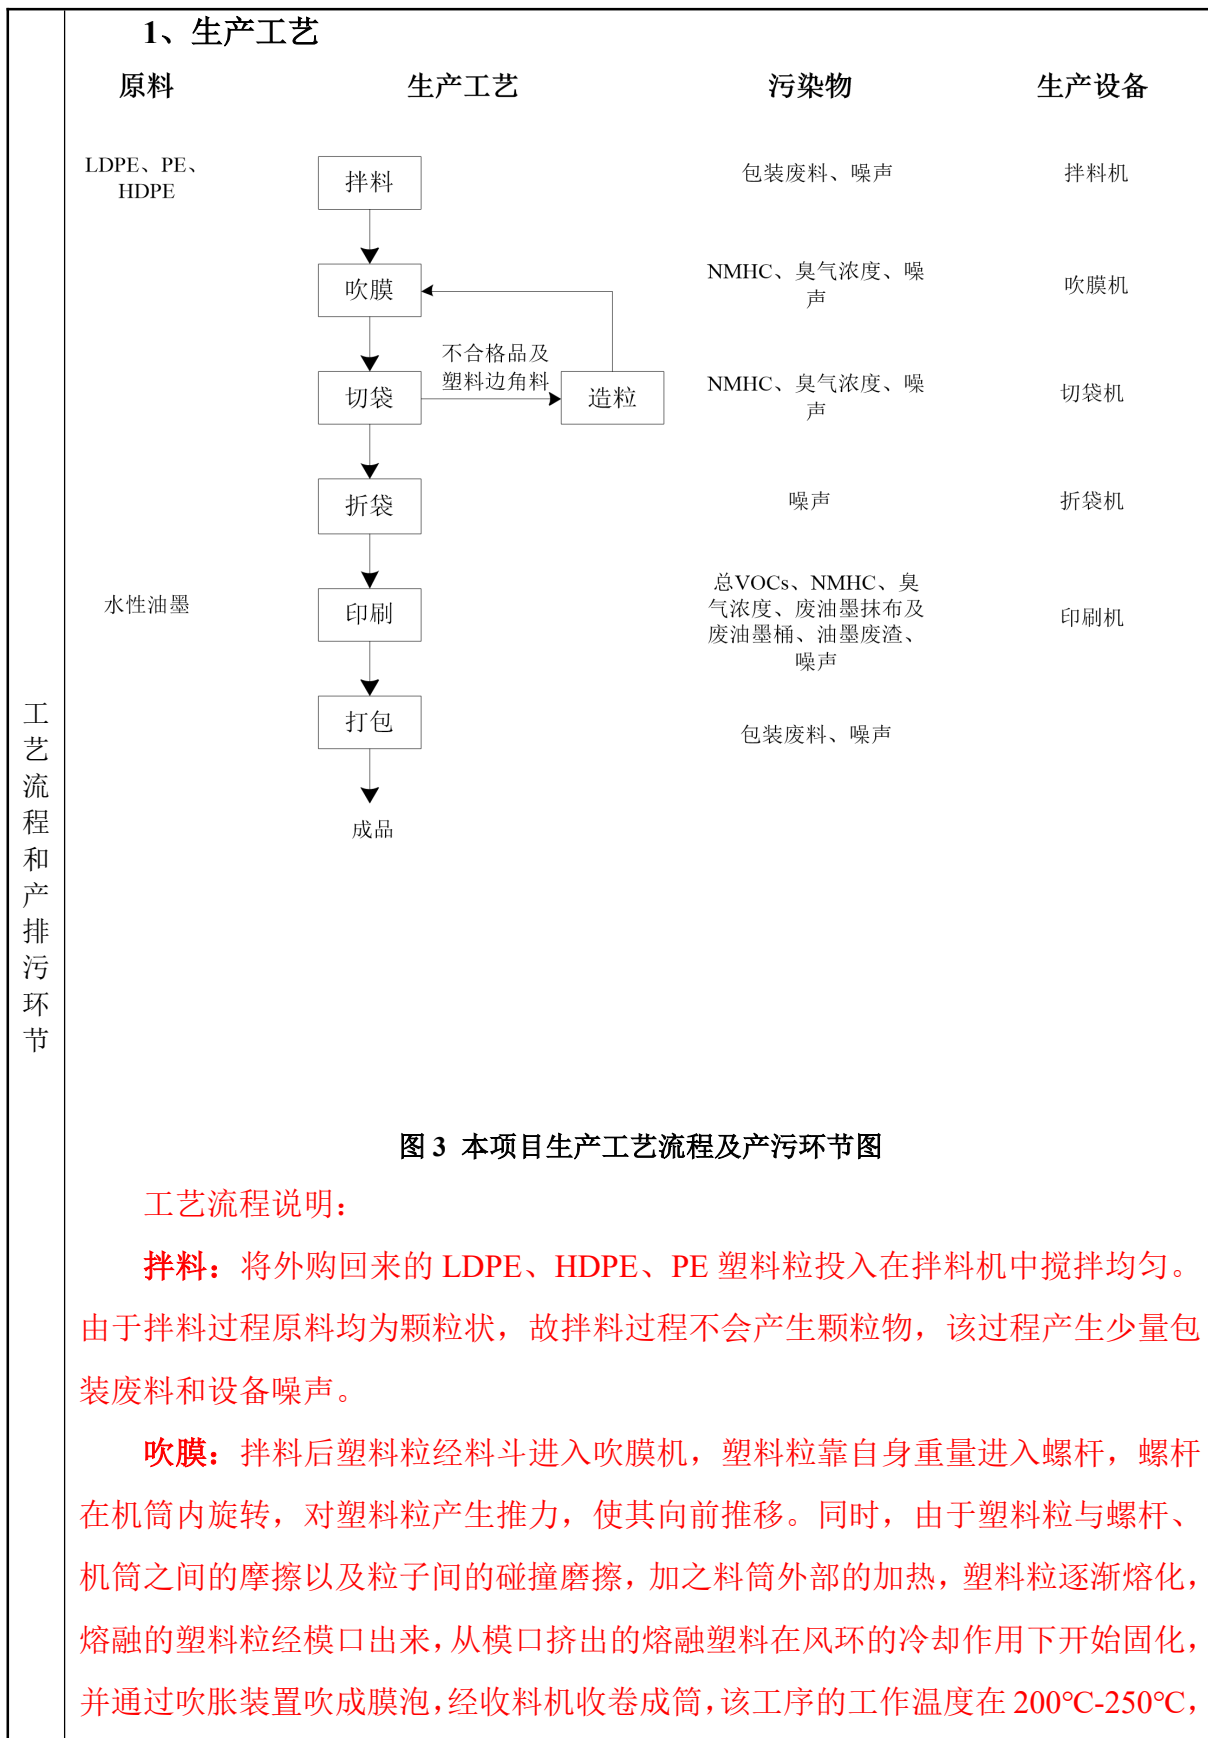 1、生产工艺
原料 生产工艺 污染物 生产设备
LDPE、PE、
HDPE
拌料
包装废料、噪声
拌料机
吹膜
NMHC、臭气浓度、噪
声
吹膜机
不合格品及
塑料边角料
切袋
造粒
NMHC、臭气浓度、噪
声
切袋机
折袋
噪声
折袋机
水性油墨
印刷
总VOCs、NMHC、臭
气浓度、废油墨抹布及
废油墨桶、油墨废渣、
噪声
印刷机
打包
包装废料、噪声
成品
工
艺
流
程
和
产
排
污
环
节
图 3 本项目生产工艺流程及产污环节图
工艺流程说明：
拌料：将外购回来的 LDPE、HDPE、PE 塑料粒投入在拌料机中搅拌均匀。
由于拌料过程原料均为颗粒状，故拌料过程不会产生颗粒物，该过程产生少量包
装废料和设备噪声。
吹膜：拌料后塑料粒经料斗进入吹膜机，塑料粒靠自身重量进入螺杆，螺杆
在机筒内旋转，对塑料粒产生推力，使其向前推移。同时，由于塑料粒与螺杆、
机筒之间的摩擦以及粒子间的碰撞磨擦，加之料筒外部的加热，塑料粒逐渐熔化，
熔融的塑料粒经模口出来，从模口挤出的熔融塑料在风环的冷却作用下开始固化，
并通过吹胀装置吹成膜泡，经收料机收卷成筒，该工序的工作温度在 200℃-250℃，